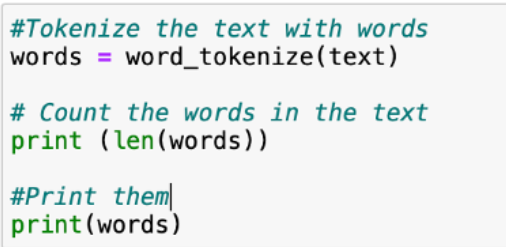 #Tokenize the text with words
words = word_tokenize(text)
# Count the words in the text
print (len(words))
#Print them
print(words)